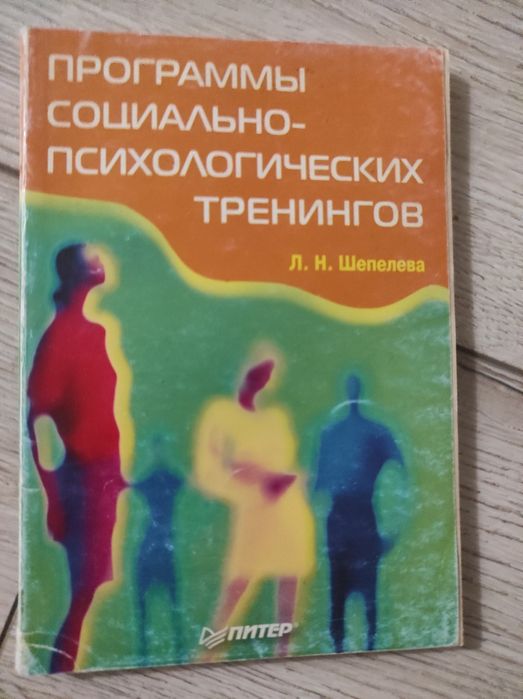 ПРОГРАММЫ
СОЦИАЛЬНО-
ПСИХОЛОГИЧЕСКИХ
ТРЕНИНГОВ
Л. Н. Шепелева
ПИТЕР